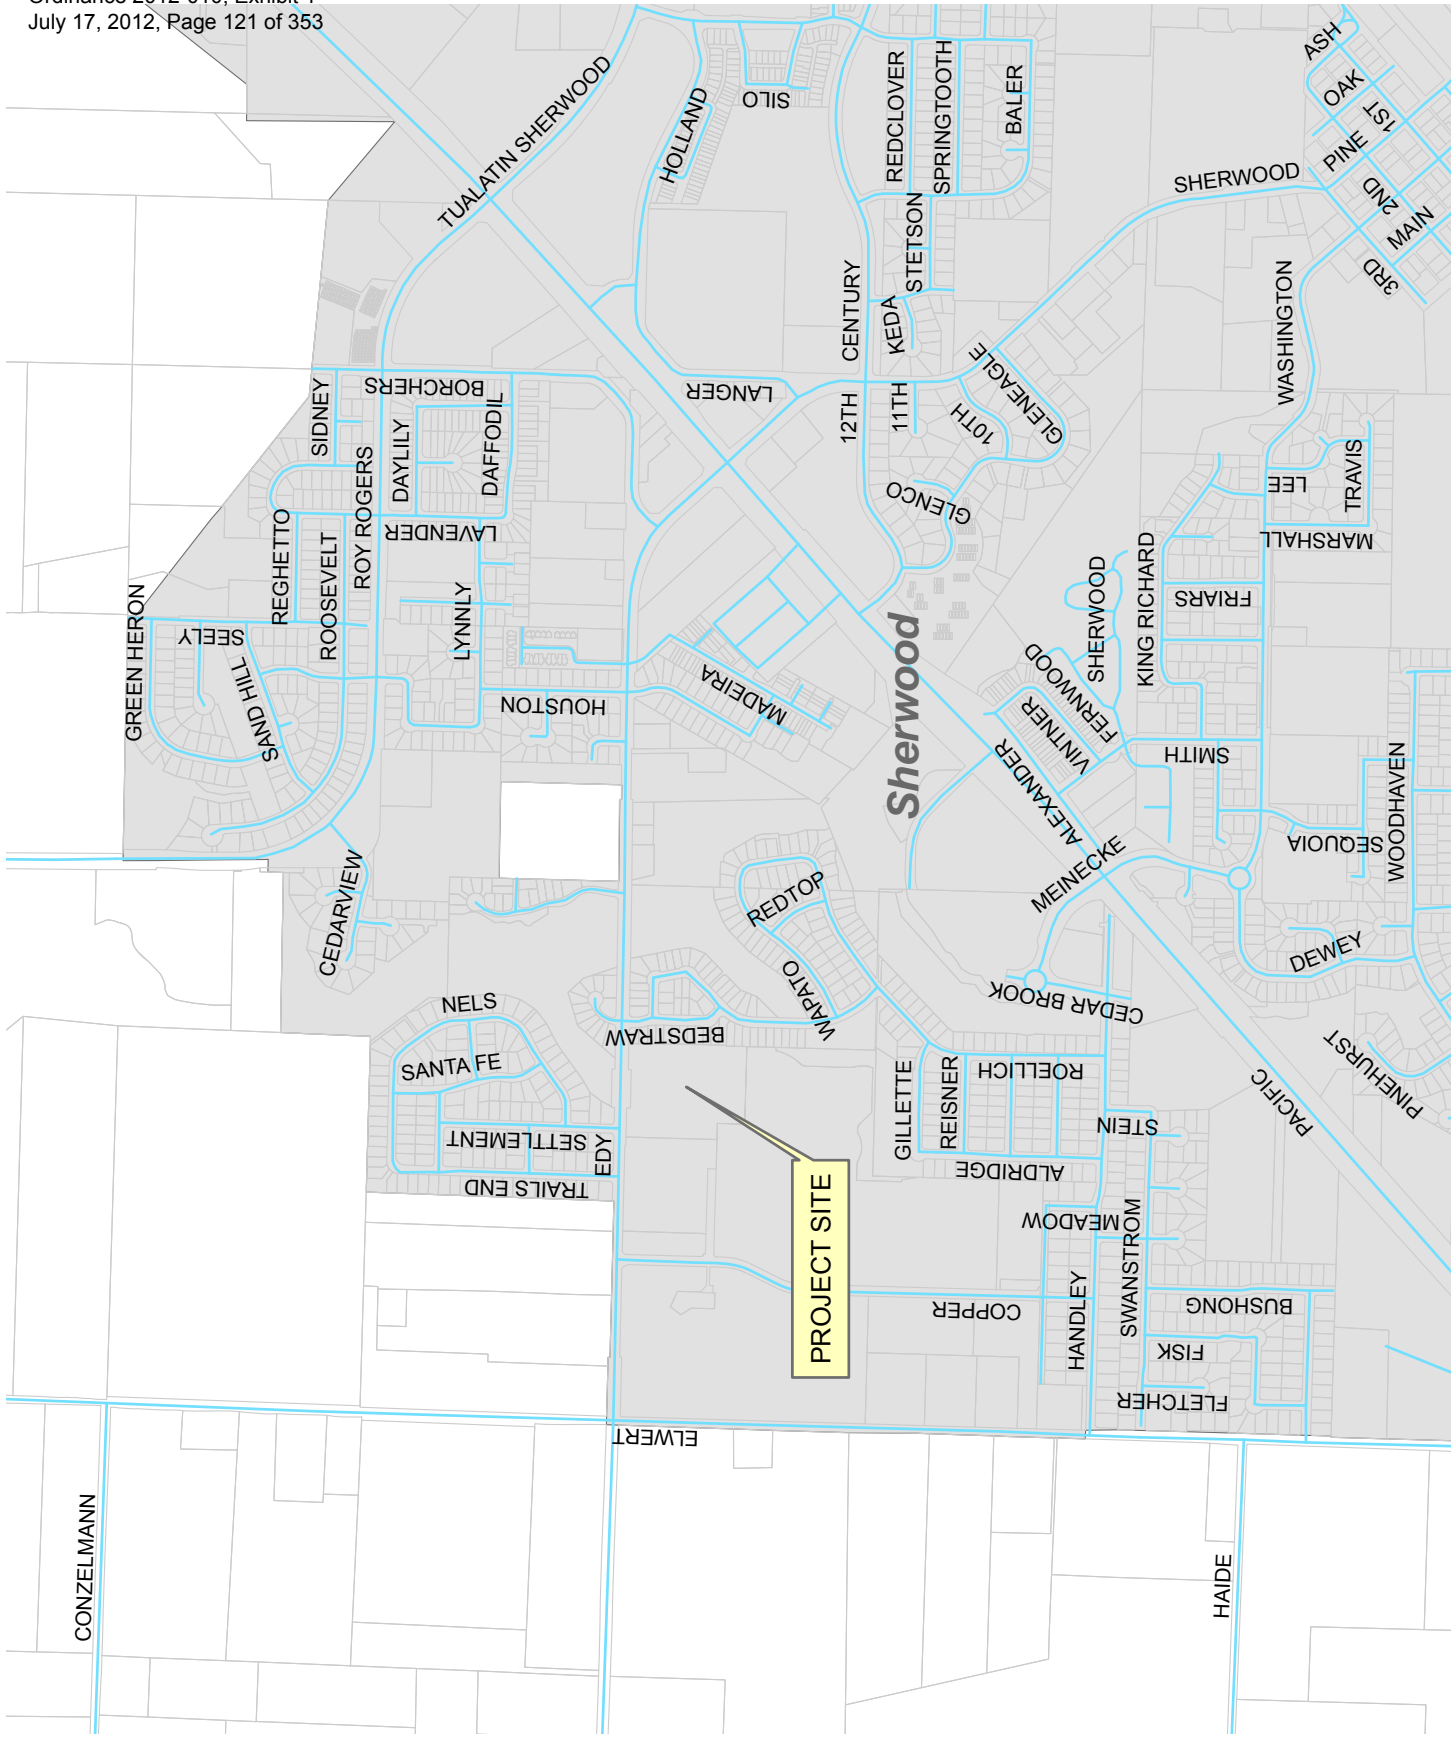 July 17, 2012, Page 121 of 353
TUALATIN SHERWOOD
HOLLAND
SILO
REDCLOVER
SPRINGTOOTH
BALER
ASH
OAK
1ST
PINE
2ND
MAIN
3RD
SHERWOOD
WASHINGTON
STETSON
KEDA
CENTURY
12TH
11TH
10TH
GLENEAGLE
LANGER
BORCHERS
SIDNEY
ROY ROGERS
DAYLILY
DAFFODIL
LAVENDER
REGHETTO
ROOSEVELT
GREEN HERON
SEELY
SAND HILL
LYNNLY
HOUSTON
MADEIRA
GLENCO
Sherwood
SHERWOOD
KING RICHARD
FRIARS
LEE
TRAVIS
MARSHALL
FERNWOOD
VINTNER
ALEXANDER
SMITH
SEQUOIA
WOODHAVEN
MEINECKE
DEWEY
CEDARVIEW
REDTOP
WAPATO
BEDSTRAW
NELS
SANTA FE
SETTLEMENT
EDY
TRAILS END
CEDAR BROOK
GILLETTE
REISNER
ROELLICH
ALDRIDGE
STEIN
PACIFIC
PINEHURST
PROJECT SITE
MEADOW
SWANSTROM
COPPER
HANDLEY
BUSHONG
FISK
FLETCHER
ELWERT
CONZELMANN
HAIDE